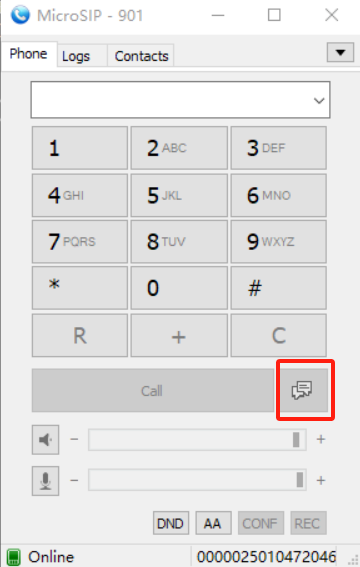 MicroSIP - 901
Phone Logs Contacts
1 2 ABC 3 DEF
4 GHI 5 JKL 6 MNO
7 PQRS 8 TUV 9 WXYZ
* 0 #
R + C
Call
- +
- +
DND AA CONF REC
Online 0000025010472046